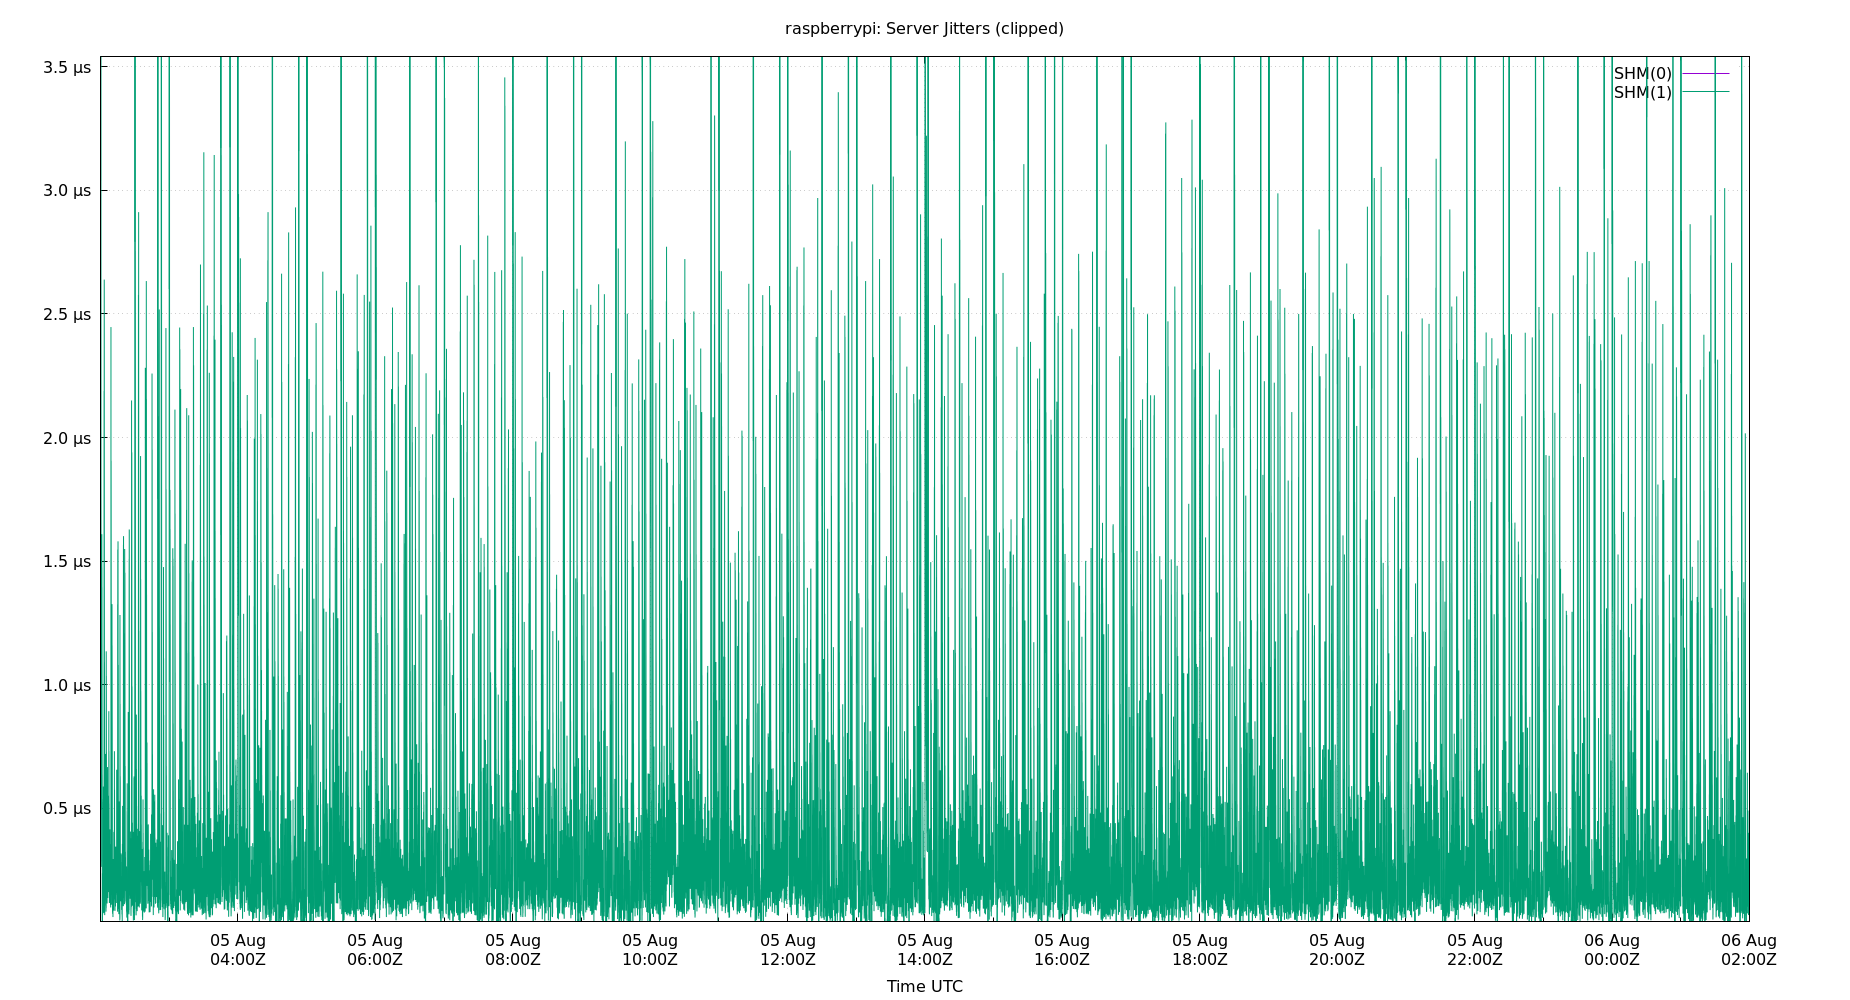 raspberrypi: Server Jitters (clipped)
3.5 µs
3.0 µs
2.5 µs
2.0 µs
1.5 µs
1.0 µs
0.5 µs
SHM(0)
SHM(1)
05 Aug 05 Aug 05 Aug 05 Aug 05 Aug 05 Aug 05 Aug 05 Aug 05 Aug 05 Aug 06 Aug 06 Aug
04:00Z 06:00Z 08:00Z 10:00Z 12:00Z 14:00Z 16:00Z 18:00Z 20:00Z 22:00Z 00:00Z 02:00Z
Time UTC